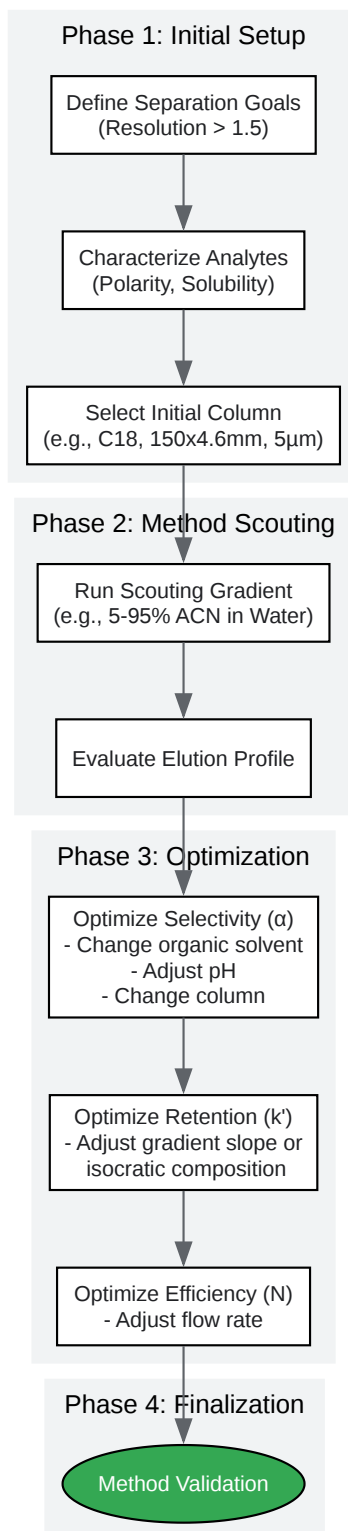 Phase 1: Initial Setup
Define Separation Goals
(Resolution > 1.5)
Characterize Analytes
(Polarity, Solubility)
Select Initial Column
(e.g., C18, 150x4.6mm, 5µm)
Phase 2: Method Scouting
Run Scouting Gradient
(e.g., 5-95% ACN in Water)
Evaluate Elution Profile
Phase 3: Optimization
Optimize Selectivity (α)
- Change organic solvent
- Adjust pH
- Change column
Optimize Retention (k')
- Adjust gradient slope or
isocratic composition
Optimize Efficiency (N)
- Adjust flow rate
Phase 4: Finalization
Method Validation